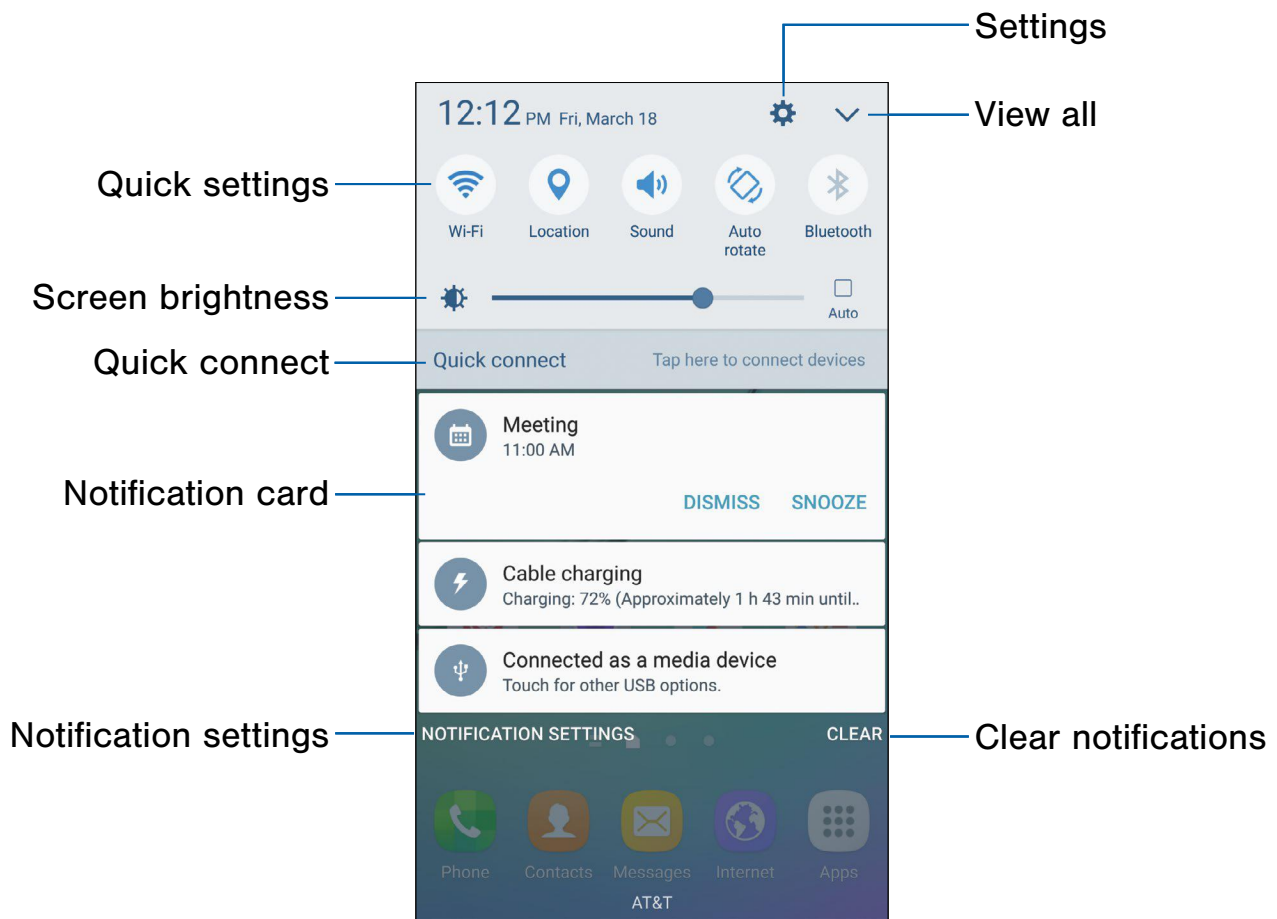 Settings
12:12 PM Fri, March 18
View all
Quick settings
Wi-Fi
Location
Sound
Auto
rotate
Bluetooth
Screen brightness
Auto
Quick connect
Quick connect
Tap here to connect devices
Meeting
11:00 AM
Notification card
DISMISS
SNOOZE
Cable charging
Charging: 72% (Approximately 1 h 43 min until..
Connected as a media device
Touch for other USB options.
Notification settings
NOTIFICATION SETTINGS
CLEAR
Clear notifications
Phone
Contacts
Messages
Internet
Apps
AT&T